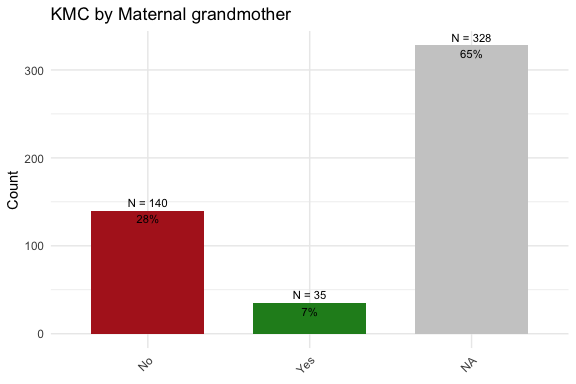 KMC by Maternal grandmother
Count
300
200
100
0
N = 140
28%
N = 35
7%
N = 328
65%
No
Yes
NA